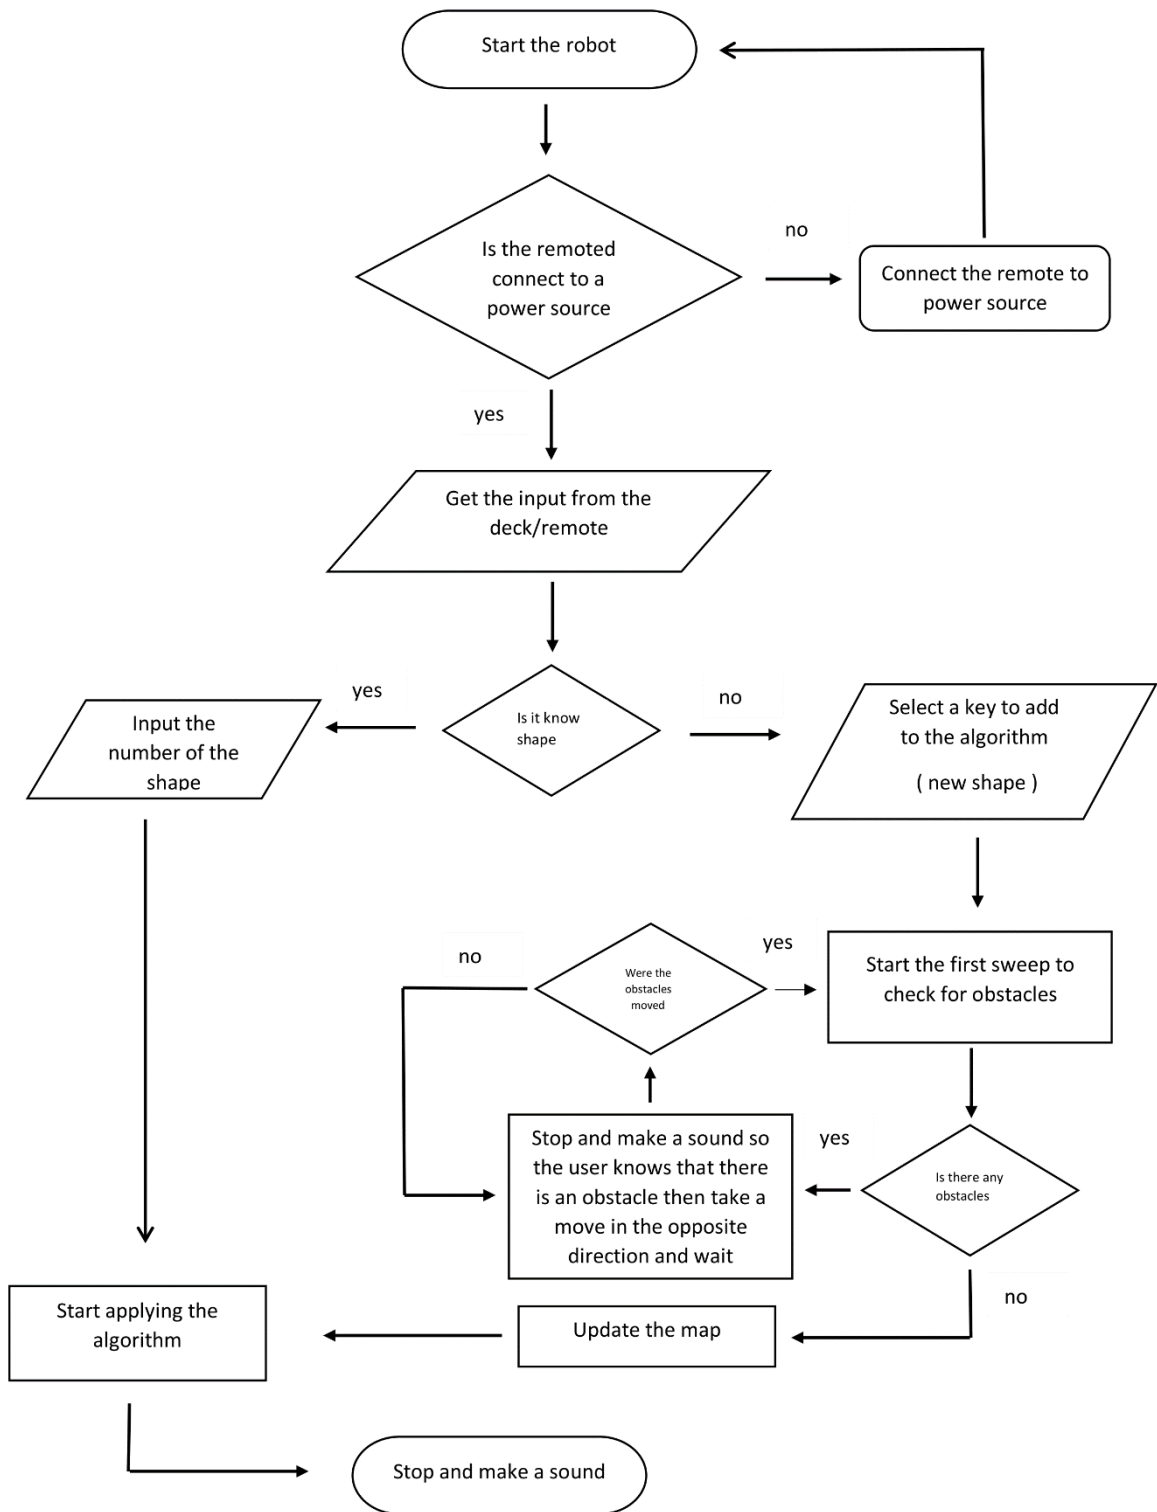 Start the robot
Is the remoted
connect to a
power source
no
Connect the remote to
power source
yes
Get the input from the
deck/remote
yes
Is it know
shape
no
Input the
number of the
shape
Select a key to add
to the algorithm
( new shape )
no
Were the
obstacles
moved
yes
Start the first sweep to
check for obstacles
Stop and make a sound so
the user knows that there
is an obstacle then take a
move in the opposite
direction and wait
yes
Is there any
obstacles
no
Start applying the
algorithm
Update the map
Stop and make a sound